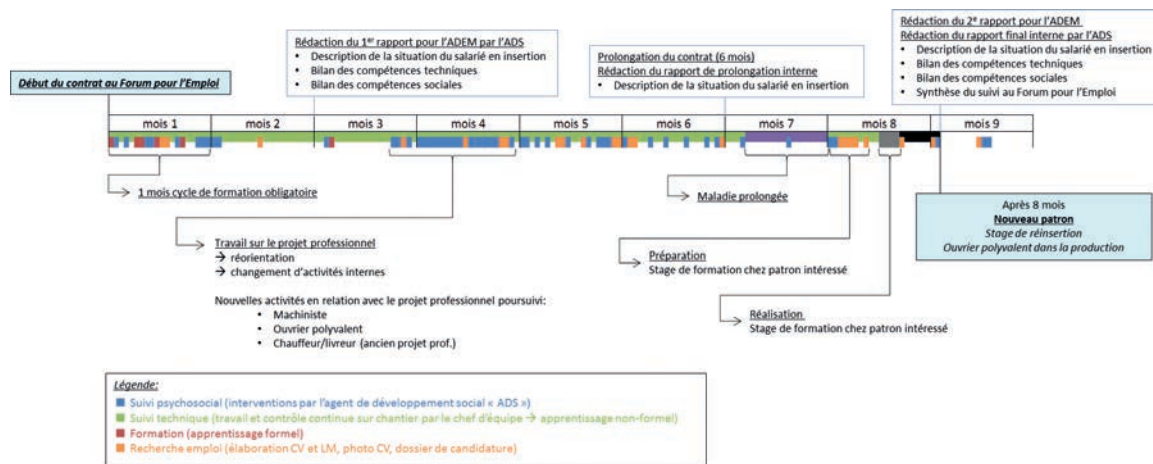 Début du contrat au Forum pour l'Emploi
Rédaction du 1er rapport pour l'ADEM par l'ADS
• Description de la situation du salarié en insertion
• Bilan des compétences techniques
• Bilan des compétences sociales
Prolongation du contrat (6 mois)
Rédaction du rapport de prolongation interne
• Description de la situation du salarié en insertion
Rédaction du 2e rapport pour l'ADEM
Rédaction du rapport final interne par l'ADS
• Description de la situation du salarié en insertion
• Bilan des compétences techniques
• Bilan des compétences sociales
• Synthèse du suivi au Forum pour l'Emploi
mois 1 mois 2 mois 3 mois 4 mois 5 mois 6 mois 7 mois 8 mois 9
1 mois cycle de formation obligatoire
Travail sur le projet professionnel
→ réorientation
→ changement d'activités internes
Nouvelles activités en relation avec le projet professionnel poursuivi:
• Machiniste
• Ouvrier polyvalent
• Chauffeur/livreur (ancien projet prof.)
Maladie prolongée
Préparation
Stage de formation chez patron intéressé
Réalisation
Stage de formation chez patron intéressé
Après 8 mois
Nouveau patron
Stage de réinsertion
Ouvrier polyvalent dans la production
Légende:
Suivi psychosocial (interventions par l'agent de développement social « ADS »)
Suivi technique (travail et contrôle continue sur chantier par le chef d'équipe → apprentissage non-formel)
Formation (apprentissage formel)
Recherche emploi (élaboration CV et LM, photo CV, dossier de candidature)